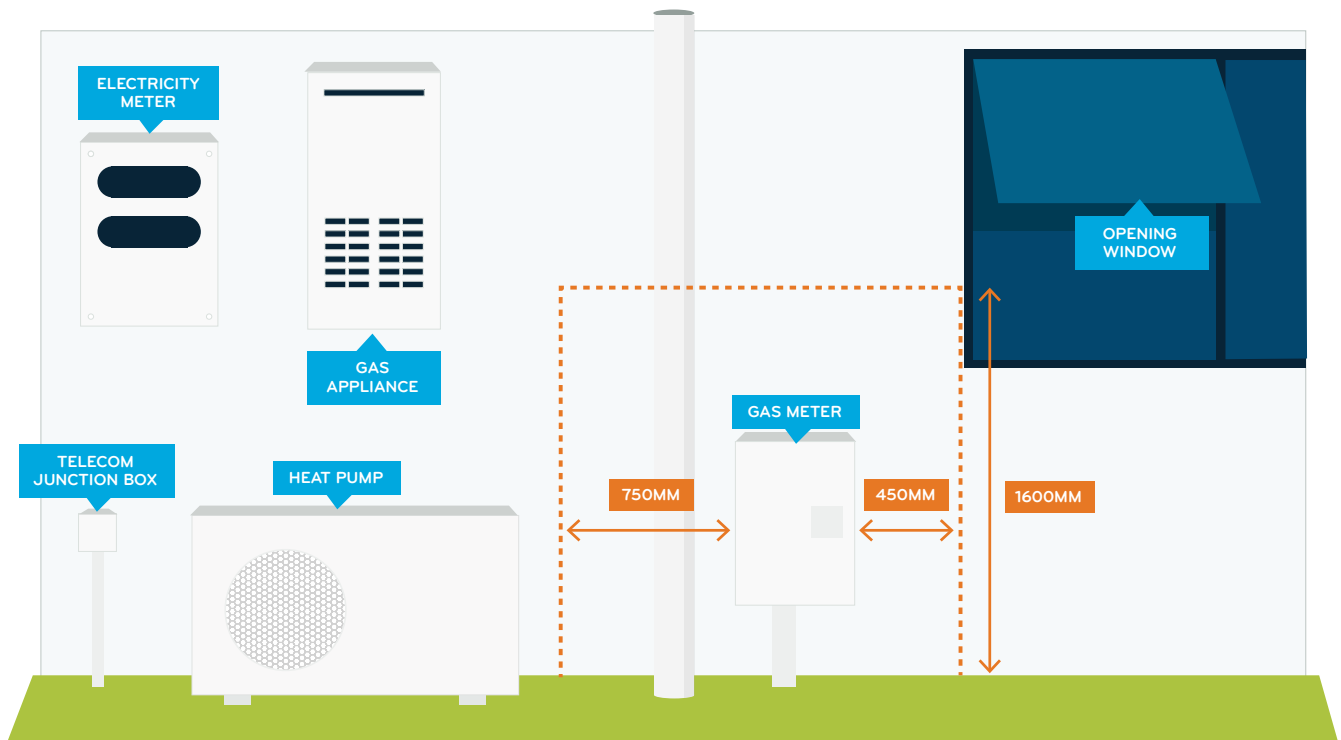 ELECTRICITY
METER
OPENING
WINDOW
GAS
APPLIANCE
GAS METER
TELECOM
JUNCTION BOX
HEAT PUMP
750MM
450MM
1600MM